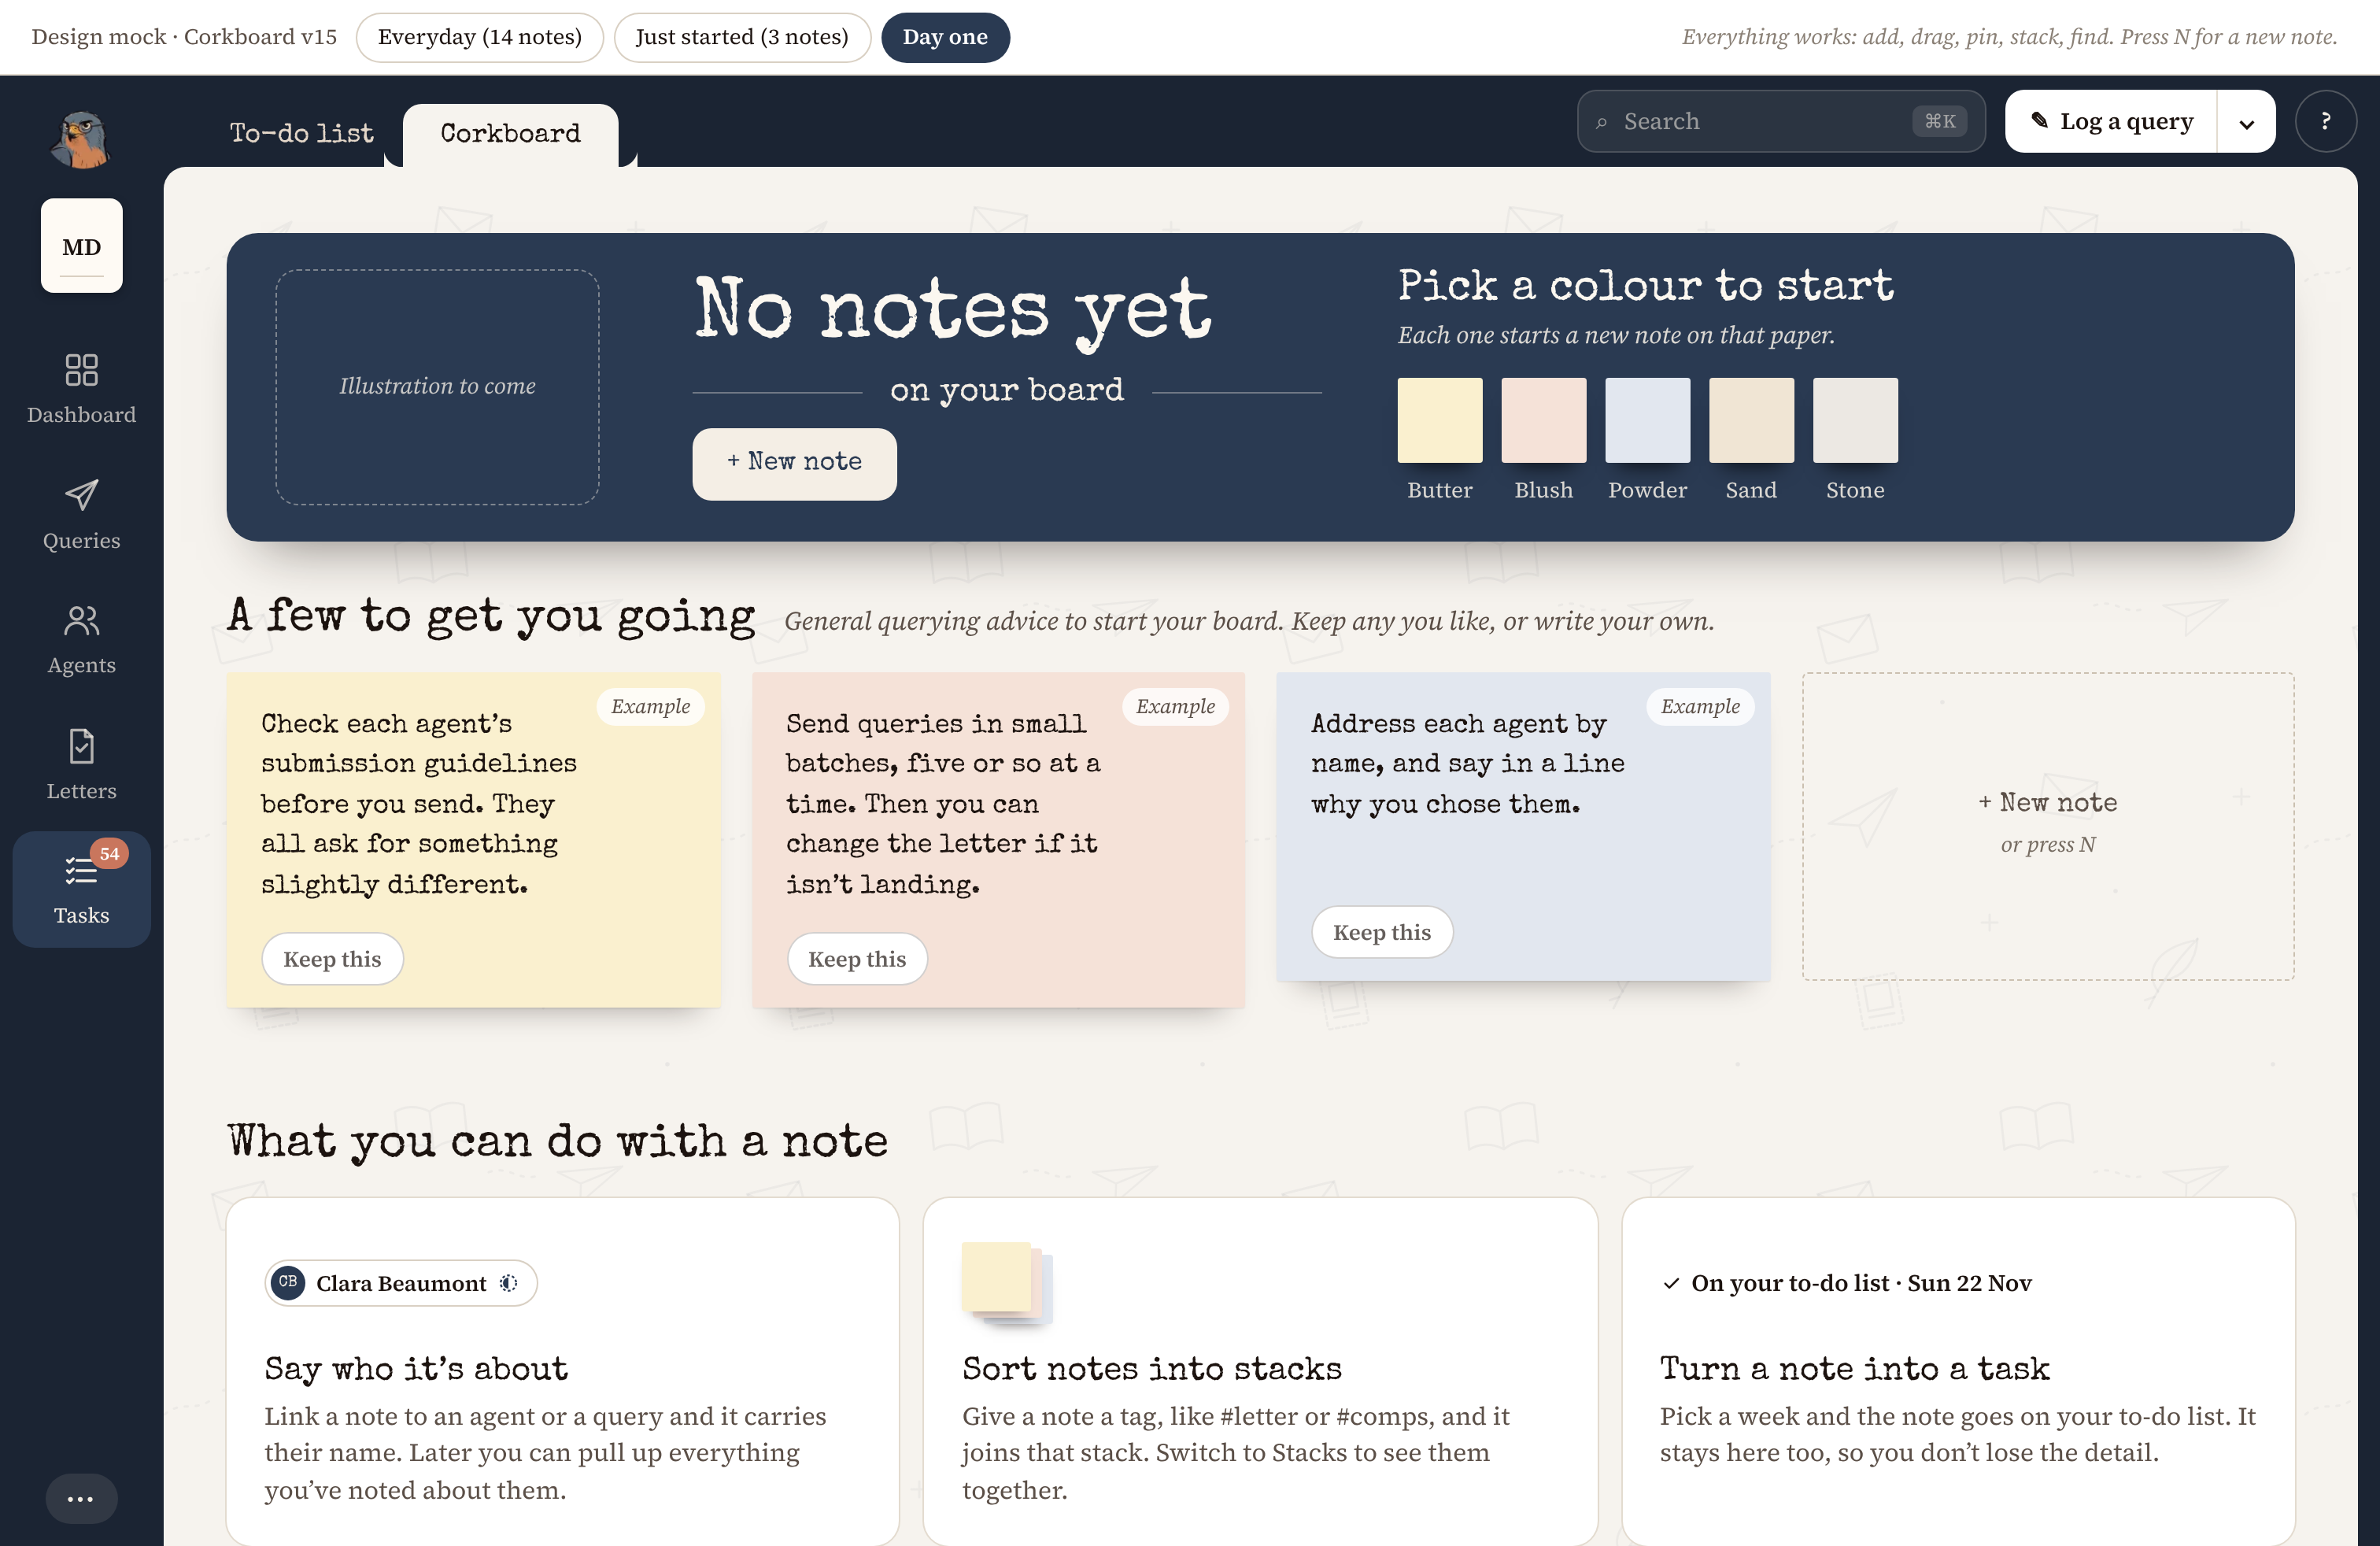 Design mock · Corkboard v15
Everyday (14 notes)
Just started (3 notes)
Day one
Everything works: add, drag, pin, stack, find. Press N for a new note.
To-do list
Corkboard
Search
⌘K
✎ Log a query
?
MD
Dashboard
Queries
Agents
Letters
54
Tasks
Illustration to come
No notes yet
on your board
+ New note
Pick a colour to start
Each one starts a new note on that paper.
Butter
Blush
Powder
Sand
Stone
A few to get you going
General querying advice to start your board. Keep any you like, or write your own.
Example
Check each agent’s
submission guidelines
before you send. They
all ask for something
slightly different.
Keep this
Example
Send queries in small
batches, five or so at a
time. Then you can
change the letter if it
isn’t landing.
Keep this
Example
Address each agent by
name, and say in a line
why you chose them.
Keep this
+ New note
or press N
What you can do with a note
CB
Clara Beaumont
Say who it’s about
Link a note to an agent or a query and it carries
their name. Later you can pull up everything
you’ve noted about them.
Sort notes into stacks
Give a note a tag, like #letter or #comps, and it
joins that stack. Switch to Stacks to see them
together.
✓ On your to-do list · Sun 22 Nov
Turn a note into a task
Pick a week and the note goes on your to-do list. It
stays here too, so you don’t lose the detail.